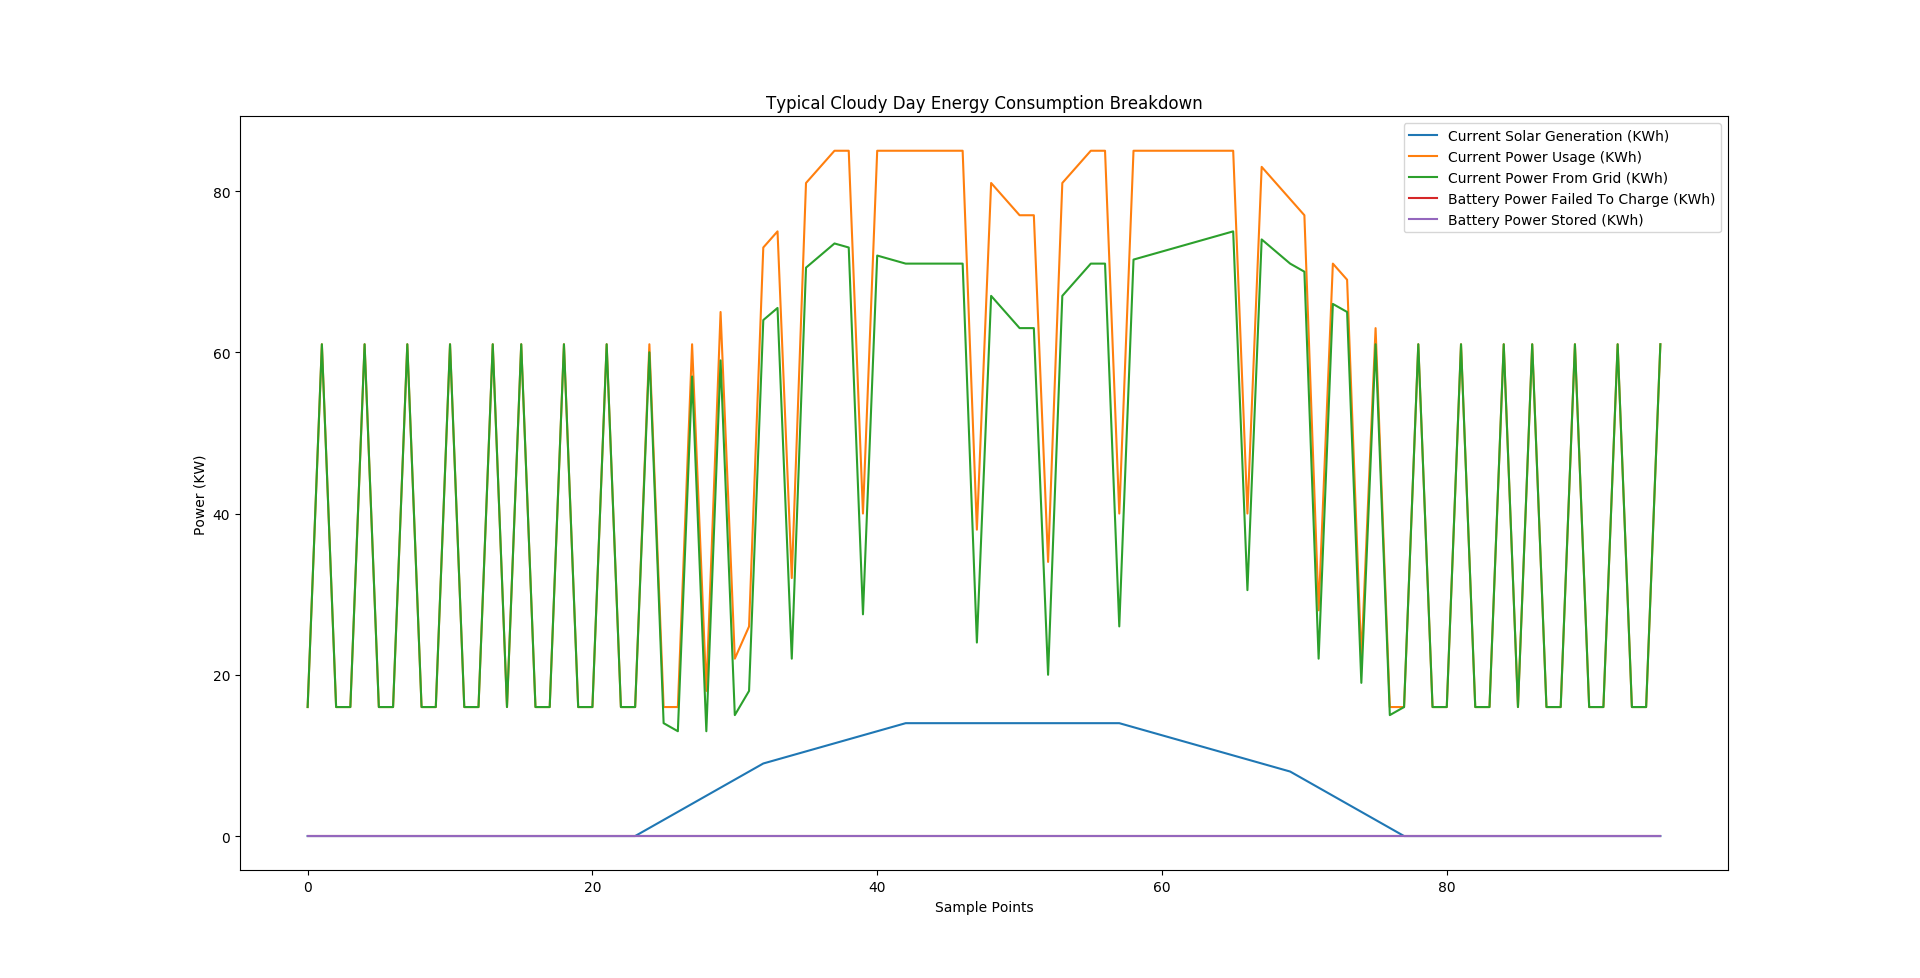 Typical Cloudy Day Energy Consumption Breakdown
Current Solar Generation (KWh)
Current Power Usage (KWh)
Current Power From Grid (KWh)
Battery Power Failed To Charge (KWh)
Battery Power Stored (KWh)
80
60
40
20
0
Power (KW)
0 20 40 60 80
Sample Points